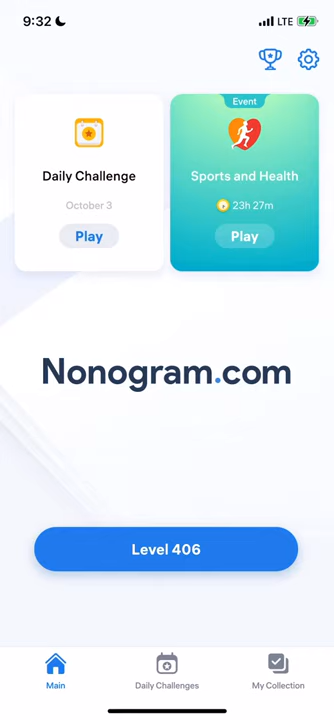 9:32
LTE
Event
Daily Challenge
October 3
Play
Sports and Health
23h 27m
Play
Nonogram.com
Level 406
Main
Daily Challenges
My Collection